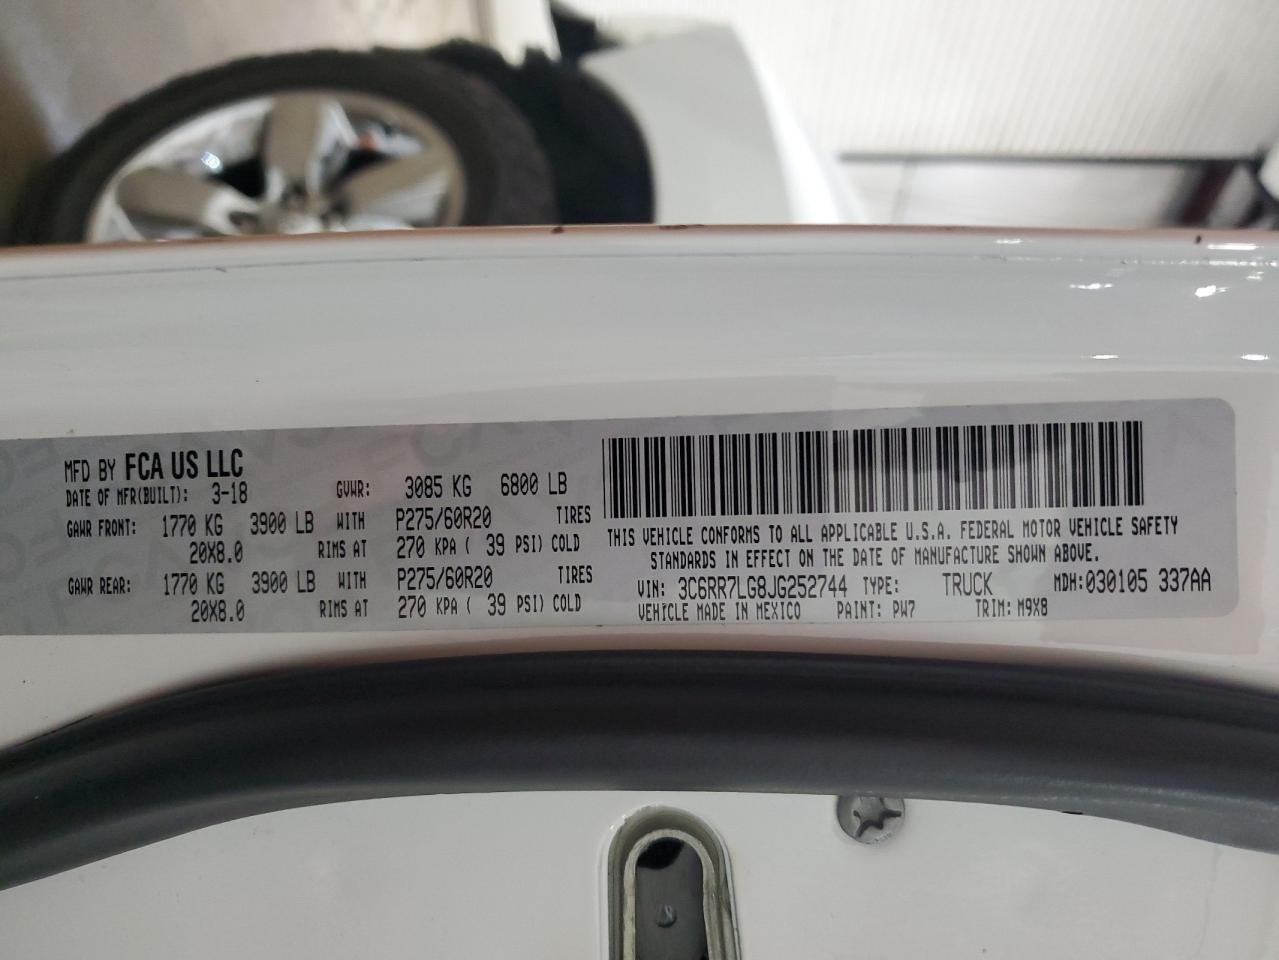 MFD BY FCA US LLC
DATE OF MFR(BUILT): 3-18 GVWR: 3085 KG 6800 LB
GAWR FRONT: 1770 KG 3900 LB WITH P275/60R20 TIRES
20X8.0 RIMS AT 270 KPA ( 39 PSI) COLD
GAWR REAR: 1770 KG 3900 LB WITH P275/60R20 TIRES
20X8.0 RIMS AT 270 KPA ( 39 PSI) COLD
THIS VEHICLE CONFORMS TO ALL APPLICABLE U.S.A. FEDERAL MOTOR VEHICLE SAFETY
STANDARDS IN EFFECT ON THE DATE OF MANUFACTURE SHOWN ABOVE.
VIN: 3C6RR7LG8JG252744 TYPE: TRUCK MDH:030105 337AA
VEHICLE MADE IN MEXICO PAINT: PW7 TRIM: M9X8